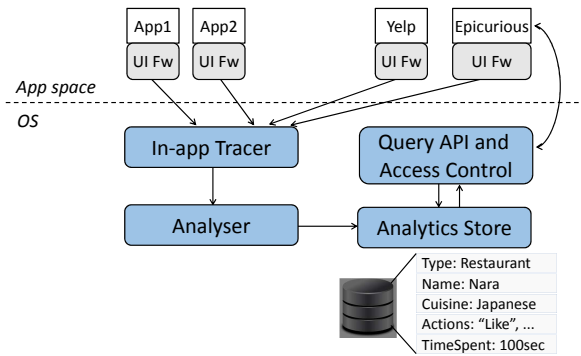 App1 App2 Yelp Epicurious
UI Fw UI Fw UI Fw UI Fw
App space
OS
In-app Tracer
Query API and
Access Control
Analyser
Analytics Store
Type: Restaurant
Name: Nara
Cuisine: Japanese
Actions: “Like”, ...
TimeSpent: 100sec